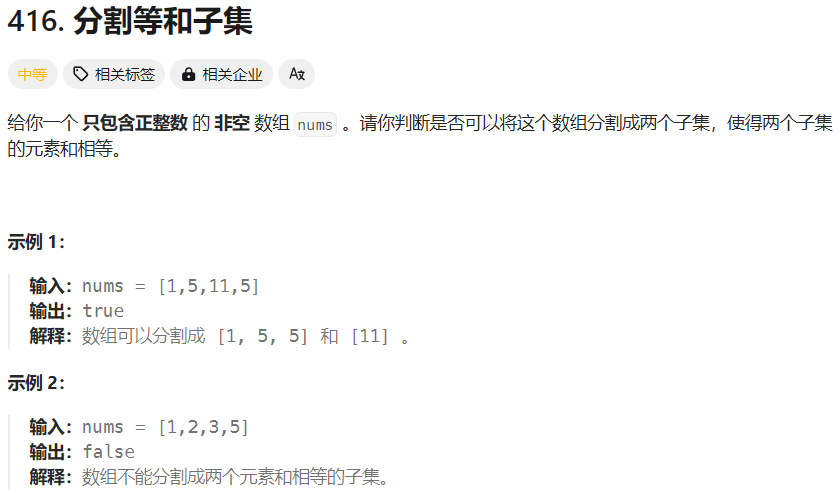 416. 分割等和子集
中等 相关标签 相关企业 Aあ
给你一个 只包含正整数 的 非空 数组 nums 。请你判断是否可以将这个数组分割成两个子集，使得两个子集
的元素和相等。
示例 1：
输入：nums = [1,5,11,5]
输出：true
解释：数组可以分割成 [1, 5, 5] 和 [11] 。
示例 2：
输入：nums = [1,2,3,5]
输出：false
解释：数组不能分割成两个元素和相等的子集。